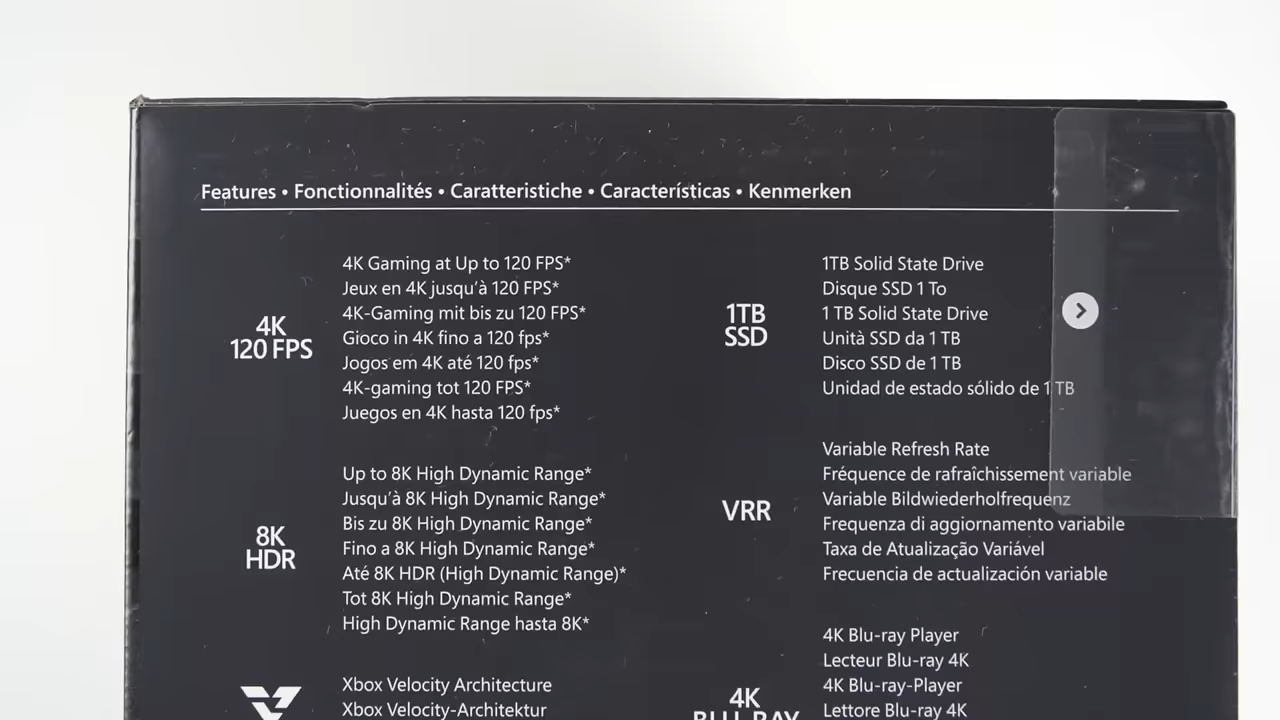 Features • Fonctionnalités • Caratteristiche • Características • Kenmerken
4K
120 FPS
4K Gaming at Up to 120 FPS*
Jeux en 4K jusqu'à 120 FPS*
4K-Gaming mit bis zu 120 FPS*
Gioco in 4K fino a 120 fps*
Jogos em 4K até 120 fps*
4K-gaming tot 120 FPS*
Juegos en 4K hasta 120 fps*
1TB
SSD
1TB Solid State Drive
Disque SSD 1 To
1 TB Solid State Drive
Unità SSD da 1 TB
Disco SSD de 1 TB
Unidad de estado sólido de 1 TB
8K
HDR
Up to 8K High Dynamic Range*
Jusqu'à 8K High Dynamic Range*
Bis zu 8K High Dynamic Range*
Fino a 8K High Dynamic Range*
Até 8K HDR (High Dynamic Range)*
Tot 8K High Dynamic Range*
High Dynamic Range hasta 8K*
VRR
Variable Refresh Rate
Fréquence de rafraîchissement variable
Variable Bildwiederholfrequenz
Frequenza di aggiornamento variabile
Taxa de Atualização Variável
Frecuencia de actualización variable
Xbox Velocity Architecture
Xbox Velocity-Architektur
4K
BLU-RAY
4K Blu-ray Player
Lecteur Blu-ray 4K
4K Blu-ray-Player
Lettore Blu-ray 4K